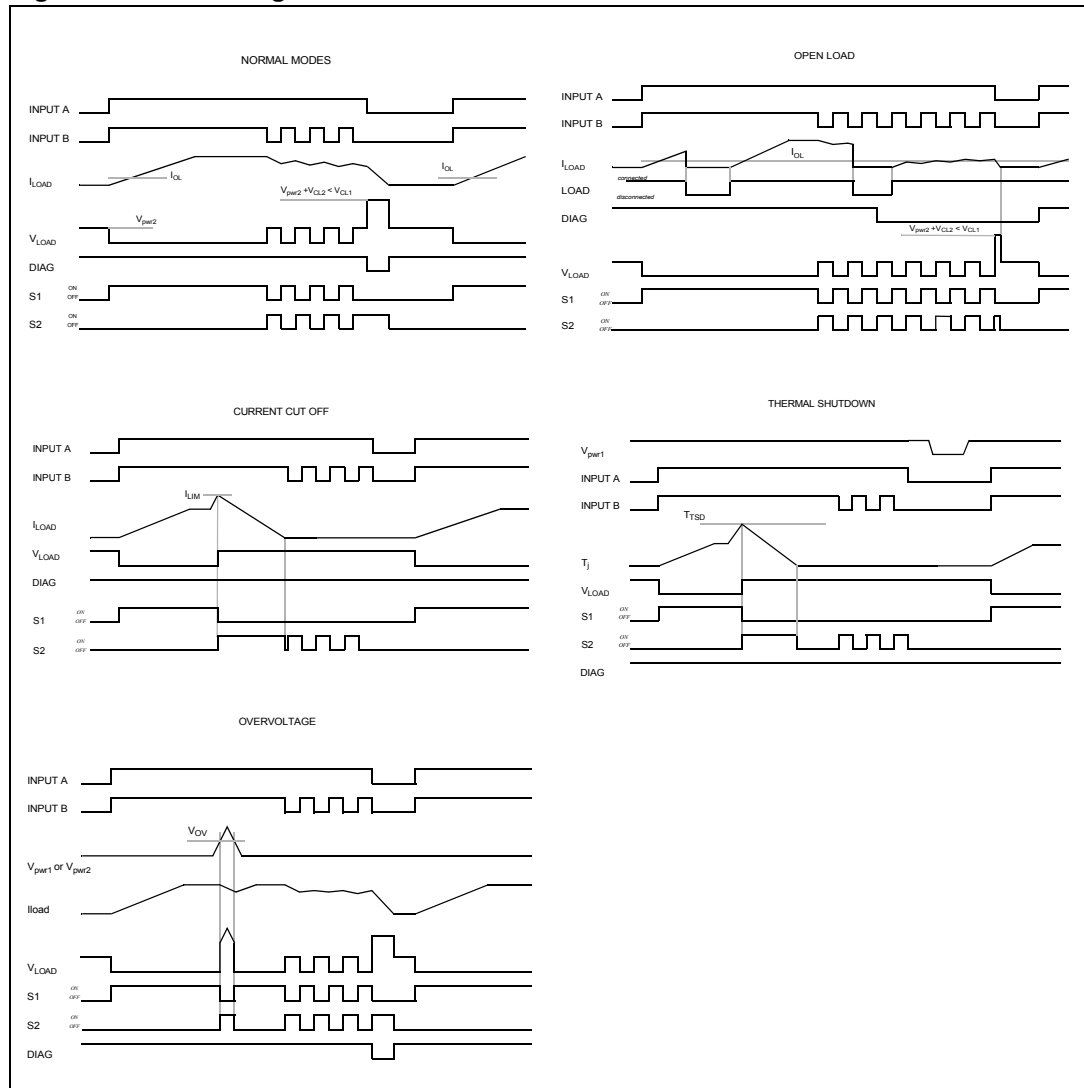 NORMAL MODES
INPUT A
INPUT B
I_OL
I_OL
I_LOAD
V_pwr2 +V_CL2 < V_CL1
V_pwr2
V_LOAD
DIAG
S1 ON OFF
S2 ON OFF
OPEN LOAD
INPUT A
INPUT B
I_OL
I_LOAD
connected
LOAD
disconnected
DIAG
V_pwr2 +V_CL2 < V_CL1
V_LOAD
S1 ON OFF
S2 ON OFF
CURRENT CUT OFF
INPUT A
INPUT B
I_LIM
I_LOAD
V_LOAD
DIAG
S1 ON OFF
S2 ON OFF
THERMAL SHUTDOWN
V_pwr1
INPUT A
INPUT B
T_TSD
T_j
V_LOAD
S1 ON OFF
S2 ON OFF
DIAG
OVERVOLTAGE
INPUT A
INPUT B
V_OV
V_pwr1 or V_pwr2
Iload
V_LOAD
S1 ON OFF
S2 ON OFF
DIAG